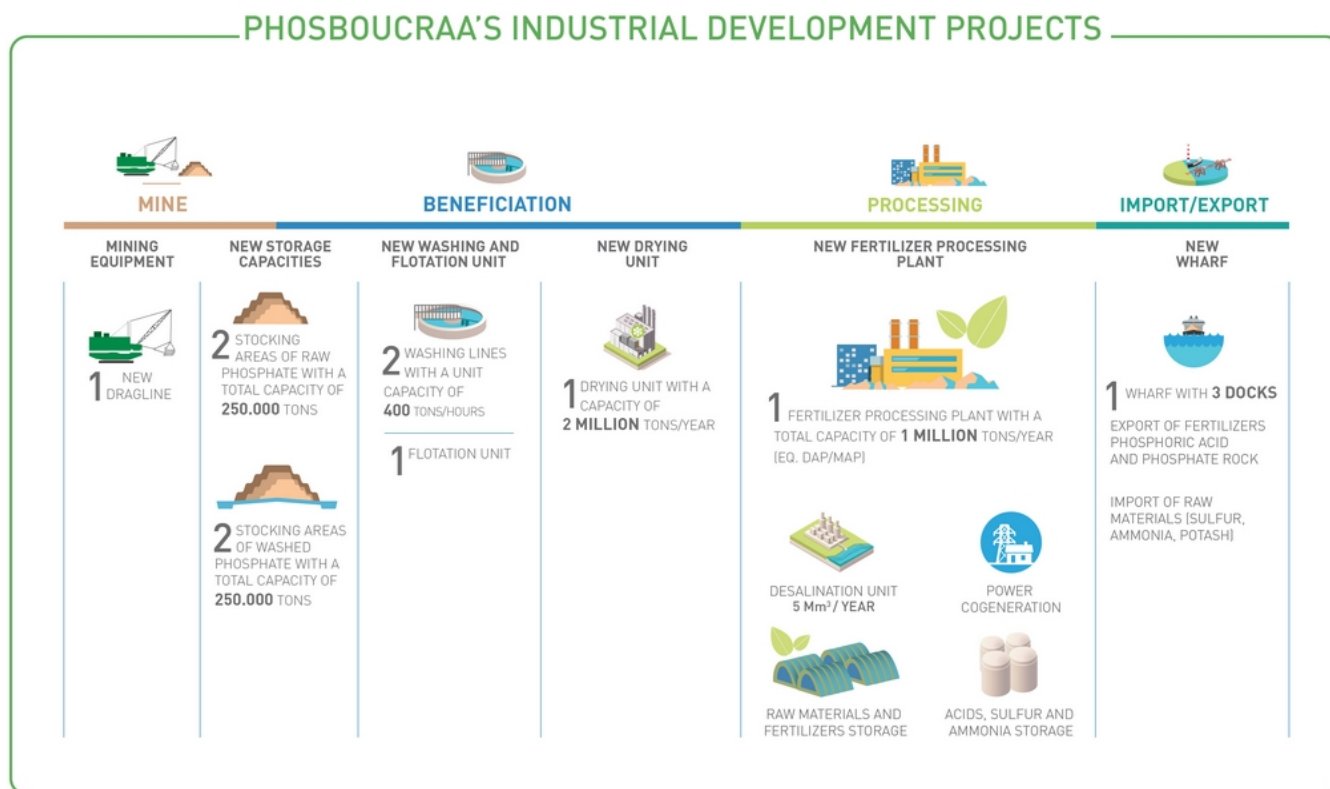 PHOSBOUCRAA'S INDUSTRIAL DEVELOPMENT PROJECTS
MINE
BENEFICIATION
PROCESSING
IMPORT/EXPORT
MINING
EQUIPMENT
NEW STORAGE
CAPACITIES
NEW WASHING AND
FLOTATION UNIT
NEW DRYING
UNIT
NEW FERTILIZER PROCESSING
PLANT
NEW
WHARF
1 NEW
DRAGLINE
2 STOCKING
AREAS OF RAW
PHOSPHATE WITH A
TOTAL CAPACITY OF
250.000 TONS
2 STOCKING AREAS
OF WASHED
PHOSPHATE WITH A
TOTAL CAPACITY OF
250.000 TONS
2 WASHING LINES
WITH A UNIT
CAPACITY OF
400 TONS/HOURS
1 FLOTATION UNIT
1 DRYING UNIT WITH A
CAPACITY OF
2 MILLION TONS/YEAR
1 FERTILIZER PROCESSING PLANT WITH A
TOTAL CAPACITY OF 1 MILLION TONS/YEAR
(EQ. DAP/MAP)
DESALINATION UNIT
5 Mm³/ YEAR
POWER
COGENERATION
RAW MATERIALS AND
FERTILIZERS STORAGE
ACIDS, SULFUR AND
AMMONIA STORAGE
1 WHARF WITH 3 DOCKS
EXPORT OF FERTILIZERS
PHOSPHORIC ACID
AND PHOSPHATE ROCK
IMPORT OF RAW
MATERIALS (SULFUR,
AMMONIA, POTASH)